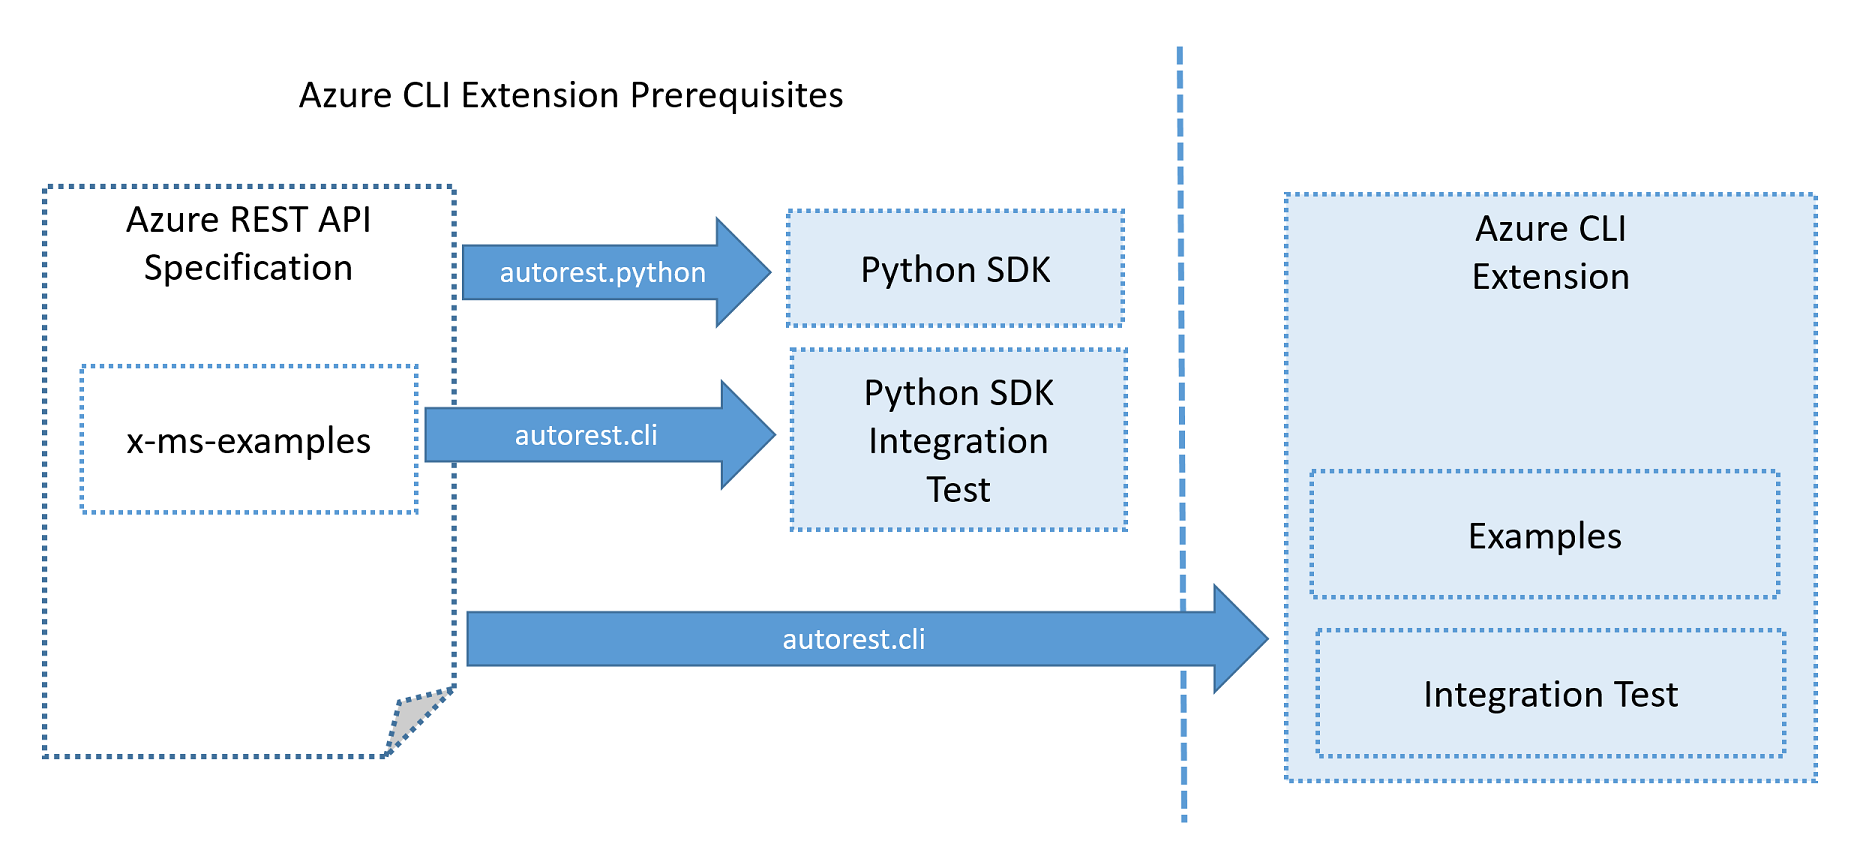 Azure CLI Extension Prerequisites
Azure REST API
Specification
x-ms-examples
autorest.python
Python SDK
autorest.cli
Python SDK
Integration
Test
autorest.cli
Azure CLI
Extension
Examples
Integration Test